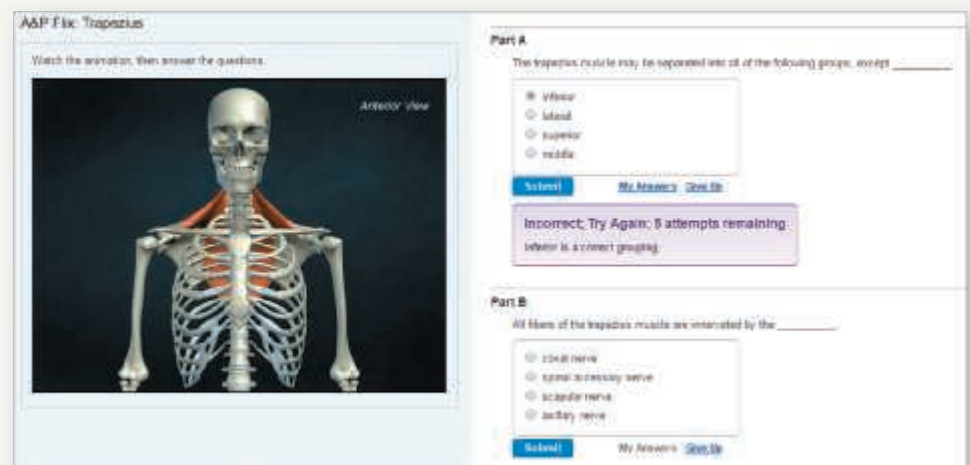 A&P Flix: Trapezius
Watch the animation, then answer the questions.
Anterior View
Part A
The trapezius muscle may be separated into all of the following groups, except
inferior
lateral
superior
middle
Submit My Answers Give Up
Incorrect; Try Again; 5 attempts remaining
Inferior is a correct grouping.
Part B
All fibers of the trapezius muscle are innervated by the
spinal accessory nerve
scapular nerve
axillary nerve
Submit My Answers Give Up